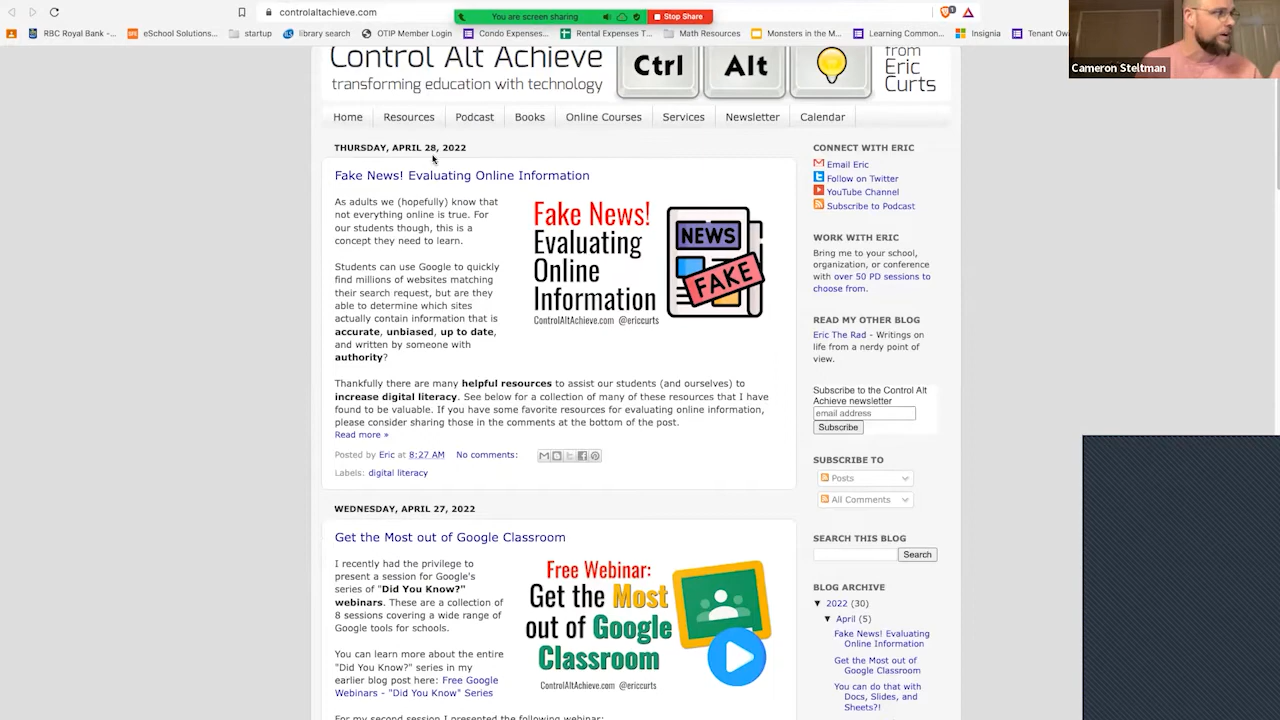 controlaltachieve.com
You are screen sharing
Stop Share
RBC Royal Bank -...
eSchool Solutions...
startup
library search
OTIP Member Login
Condo Expenses...
Rental Expenses T...
Math Resources
Monsters in the M...
Learning Common...
Insignia
Tenant Ow
Cameron Steltman
Control Alt Achieve
transforming education with technology
Ctrl
Alt
from
Eric
Curts
Home
Resources
Podcast
Books
Online Courses
Services
Newsletter
Calendar
THURSDAY, APRIL 28, 2022
Fake News! Evaluating Online Information
As adults we (hopefully) know that
not everything online is true. For
our students though, this is a
concept they need to learn.
Students can use Google to quickly
find millions of websites matching
their search request, but are they
able to determine which sites
actually contain information that is
accurate, unbiased, up to date,
and written by someone with
authority?
Fake News!
Evaluating
Online
Information
ControlAltAchieve.com @ericcurts
NEWS
FAKE
Thankfully there are many helpful resources to assist our students (and ourselves) to
increase digital literacy. See below for a collection of many of these resources that I have
found to be valuable. If you have some favorite resources for evaluating online information,
please consider sharing those in the comments at the bottom of the post.
Read more »
Posted by Eric at 8:27 AM No comments:
Labels: digital literacy
WEDNESDAY, APRIL 27, 2022
Get the Most out of Google Classroom
I recently had the privilege to
present a session for Google's
series of "Did You Know?"
webinars. These are a collection of
8 sessions covering a wide range of
Google tools for schools.
You can learn more about the entire
"Did You Know?" series in my
earlier blog post here: Free Google
Webinars - "Did You Know" Series
Free Webinar:
Get the Most
out of Google
Classroom
ControlAltAchieve.com @ericcurts
For my second session I presented the following webinar:
CONNECT WITH ERIC
Email Eric
Follow on Twitter
YouTube Channel
Subscribe to Podcast
WORK WITH ERIC
Bring me to your school,
organization, or conference
with over 50 PD sessions to
choose from.
READ MY OTHER BLOG
Eric The Rad - Writings on
life from a nerdy point of
view.
Subscribe to the Control Alt
Achieve newsletter
email address
Subscribe
SUBSCRIBE TO
Posts
All Comments
SEARCH THIS BLOG
Search
BLOG ARCHIVE
▼ 2022 (30)
▼ April (5)
Fake News! Evaluating
Online Information
Get the Most out of
Google Classroom
You can do that with
Docs, Slides, and
Sheets?!